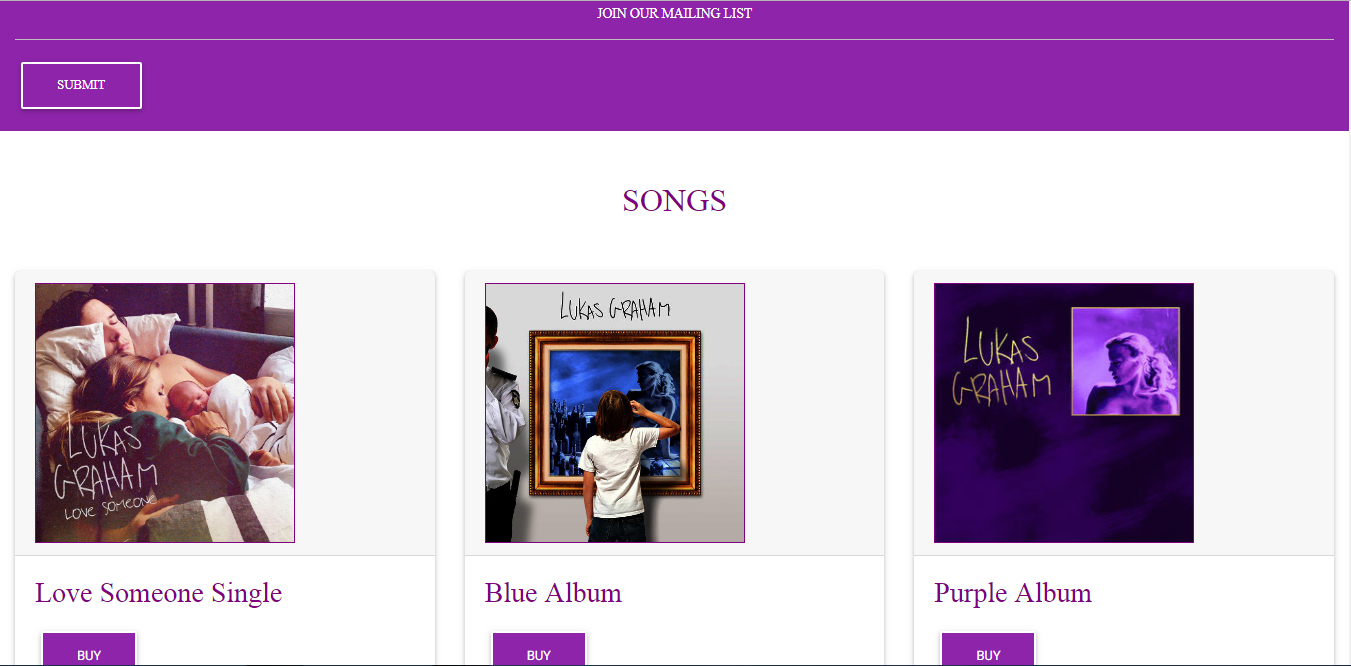 JOIN OUR MAILING LIST
SUBMIT
SONGS
LUKAS
GRAHAM
LOVE SOMEONE
LUKAS GRAHAM
LUKAS
GRAHAM
Love Someone Single
Blue Album
Purple Album
BUY
BUY
BUY